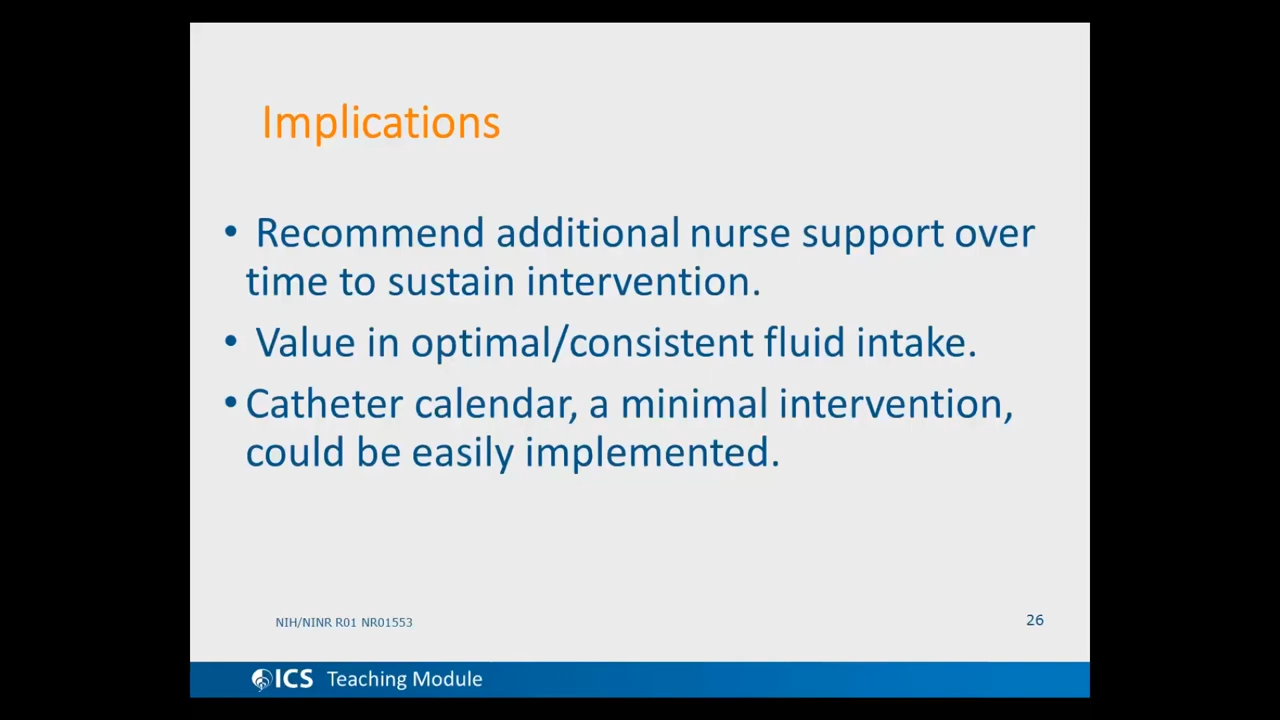 Implications
• Recommend additional nurse support over
time to sustain intervention.
• Value in optimal/consistent fluid intake.
• Catheter calendar, a minimal intervention,
could be easily implemented.
NIH/NINR R01 NR01553
26
ICS Teaching Module